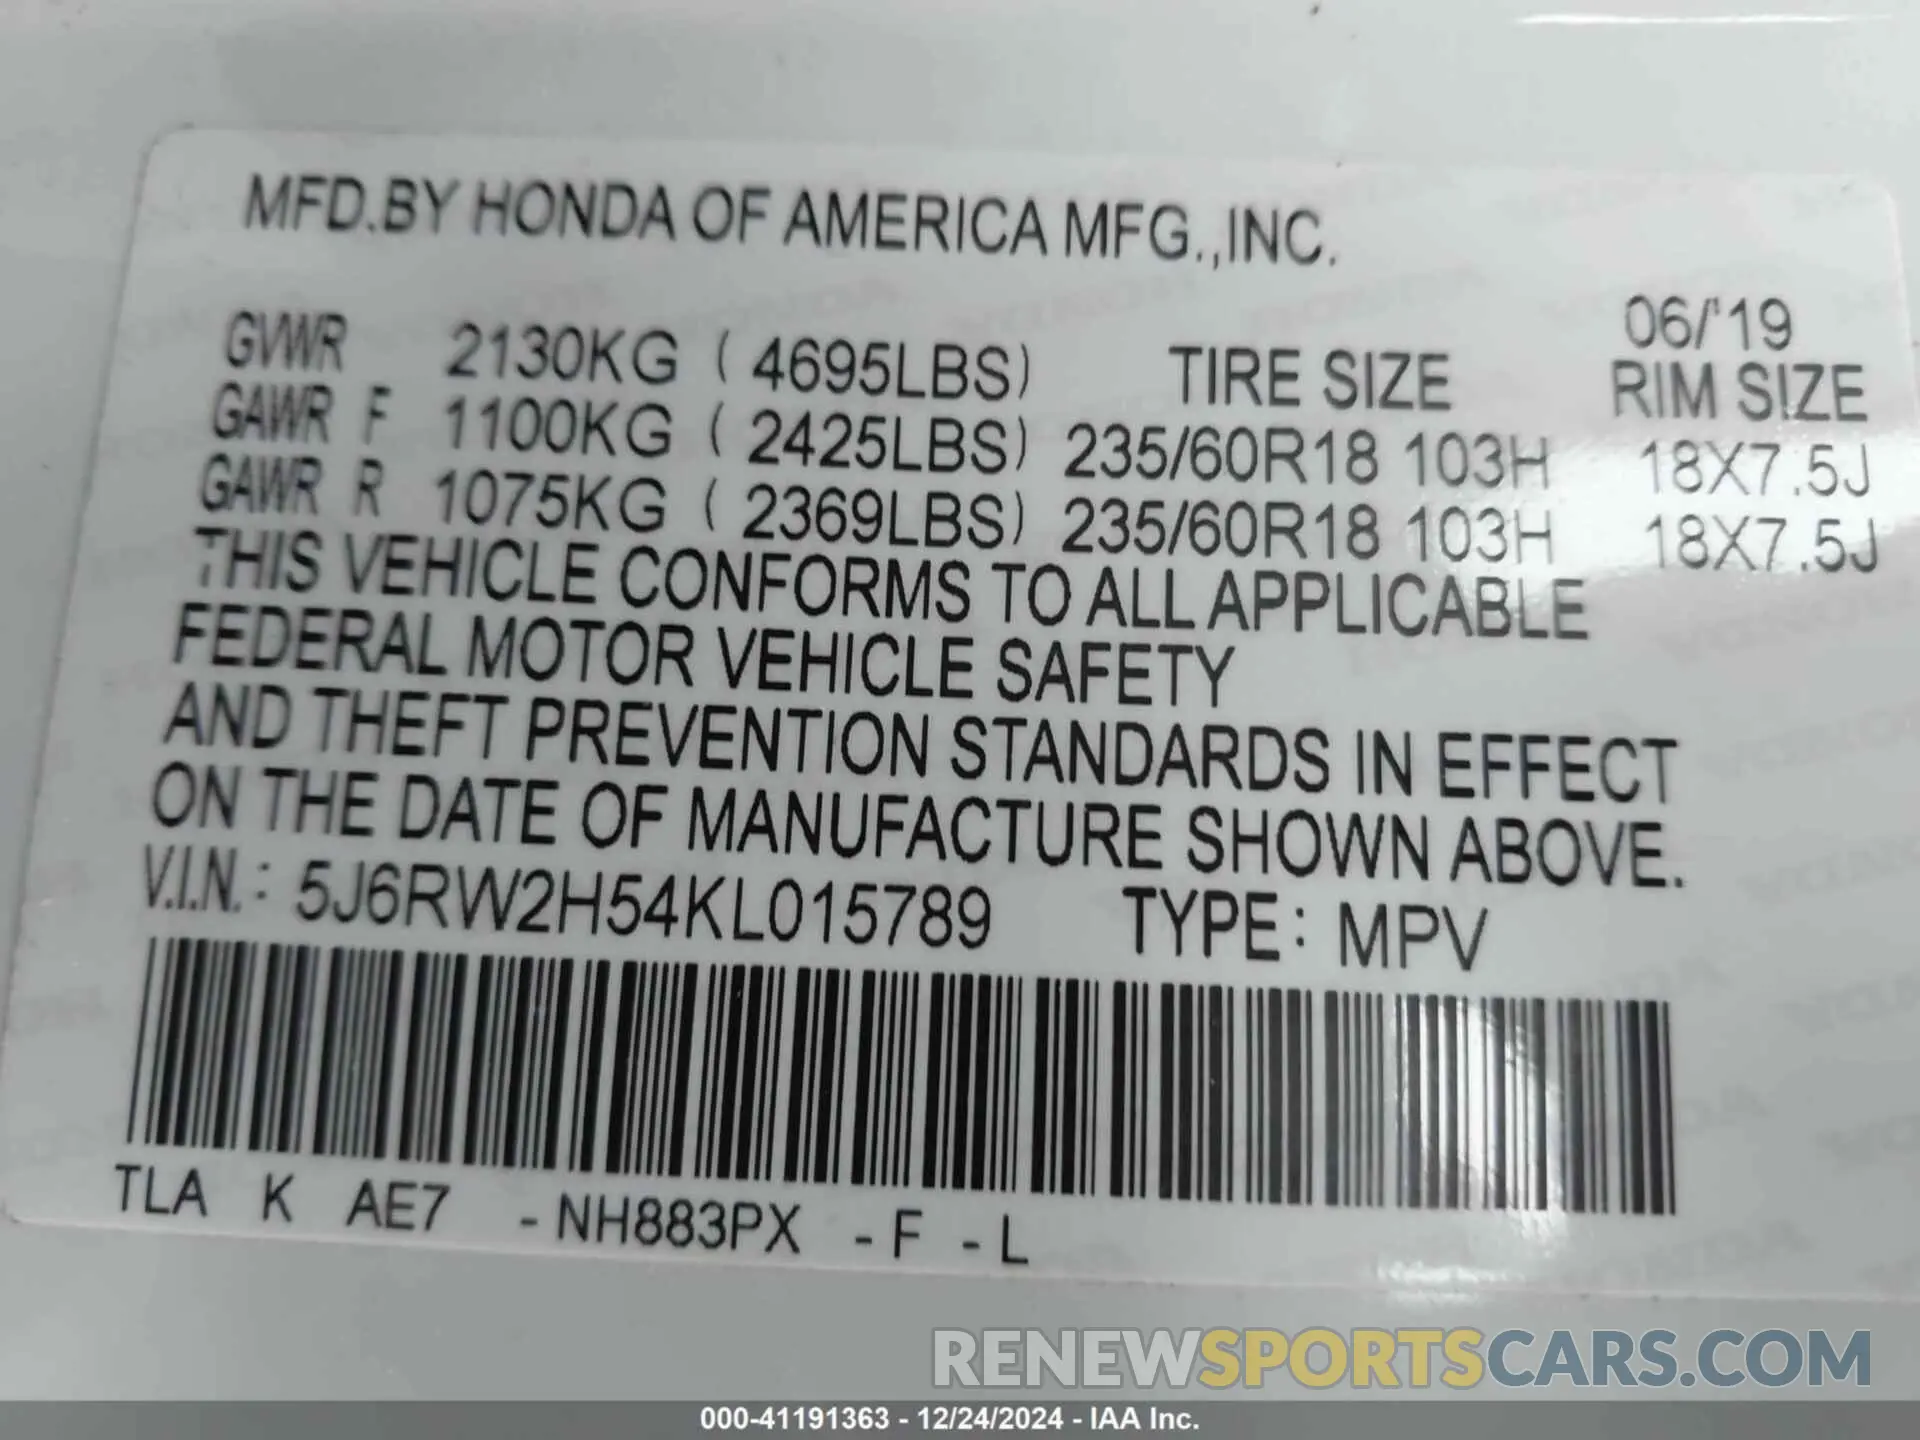 MFD.BY HONDA OF AMERICA MFG.,INC.
06/'19
GVWR 2130KG ( 4695LBS) TIRE SIZE RIM SIZE
GAWR F 1100KG ( 2425LBS) 235/60R18 103H 18X7.5J
GAWR R 1075KG ( 2369LBS) 235/60R18 103H 18X7.5J
THIS VEHICLE CONFORMS TO ALL APPLICABLE
FEDERAL MOTOR VEHICLE SAFETY
AND THEFT PREVENTION STANDARDS IN EFFECT
ON THE DATE OF MANUFACTURE SHOWN ABOVE.
V.I.N.: 5J6RW2H54KL015789 TYPE: MPV
TLA K AE7 -NH883PX -F -L
RENEWSPORTSCARS.COM
000-41191363 - 12/24/2024 - IAA Inc.